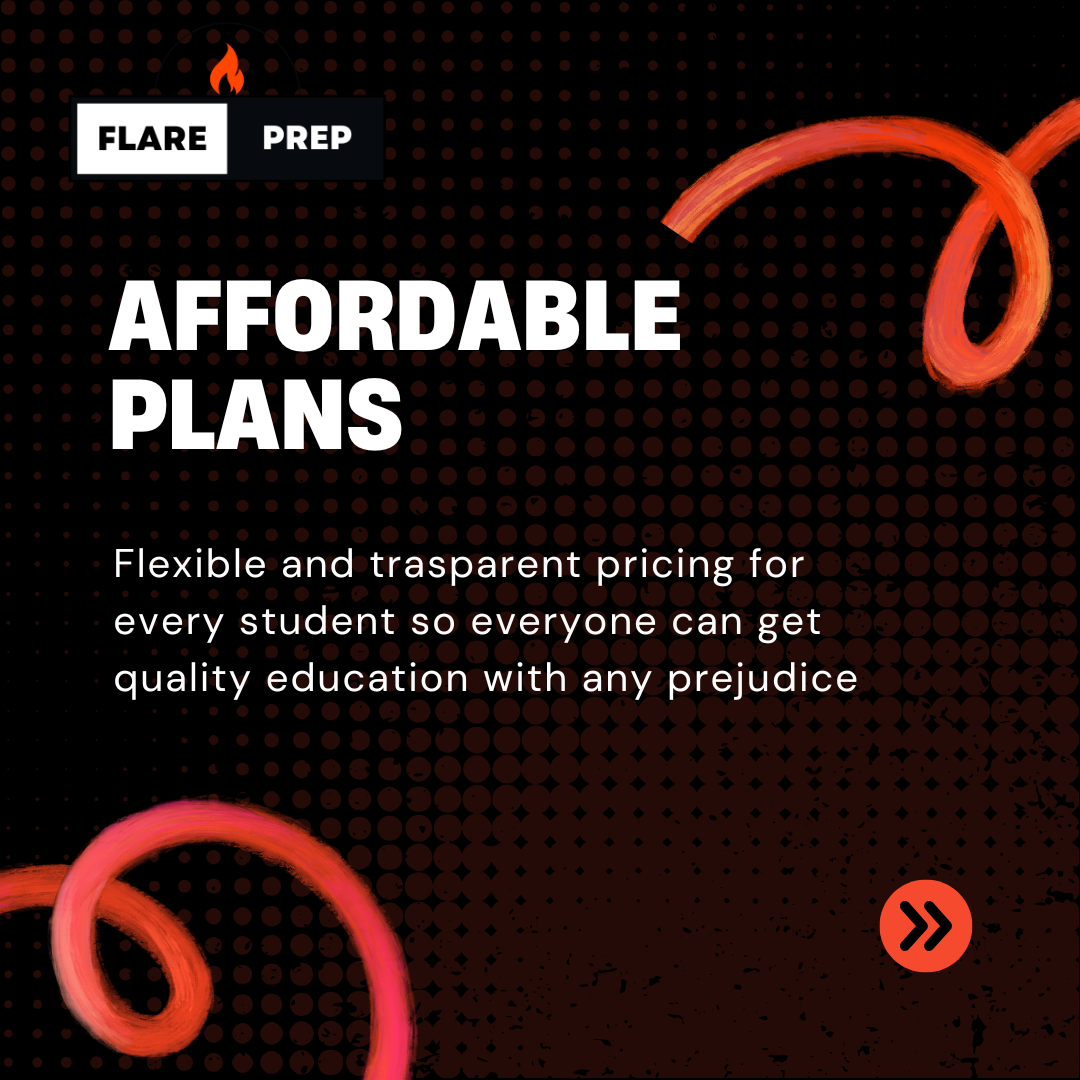 FLARE PREP
AFFORDABLE
PLANS
Flexible and trasparent pricing for
every student so everyone can get
quality education with any prejudice